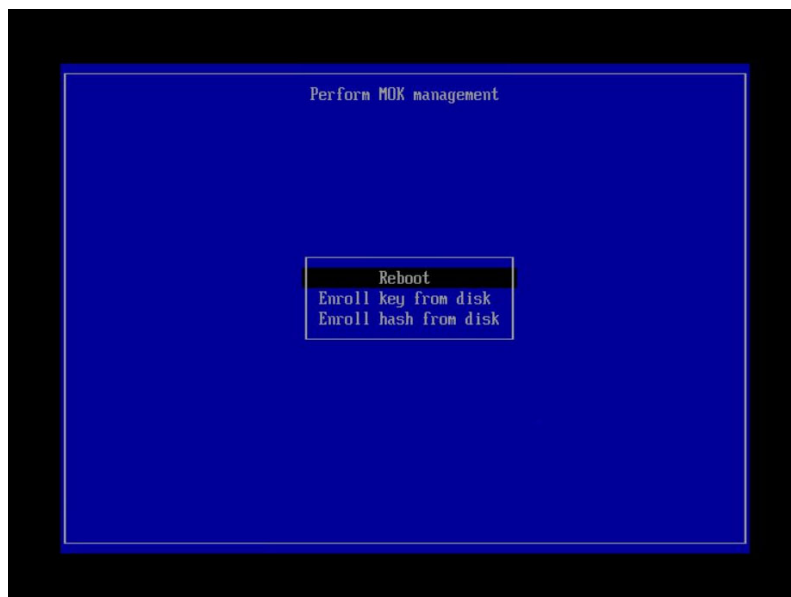 Perform MOK management
Reboot
Enroll key from disk
Enroll hash from disk